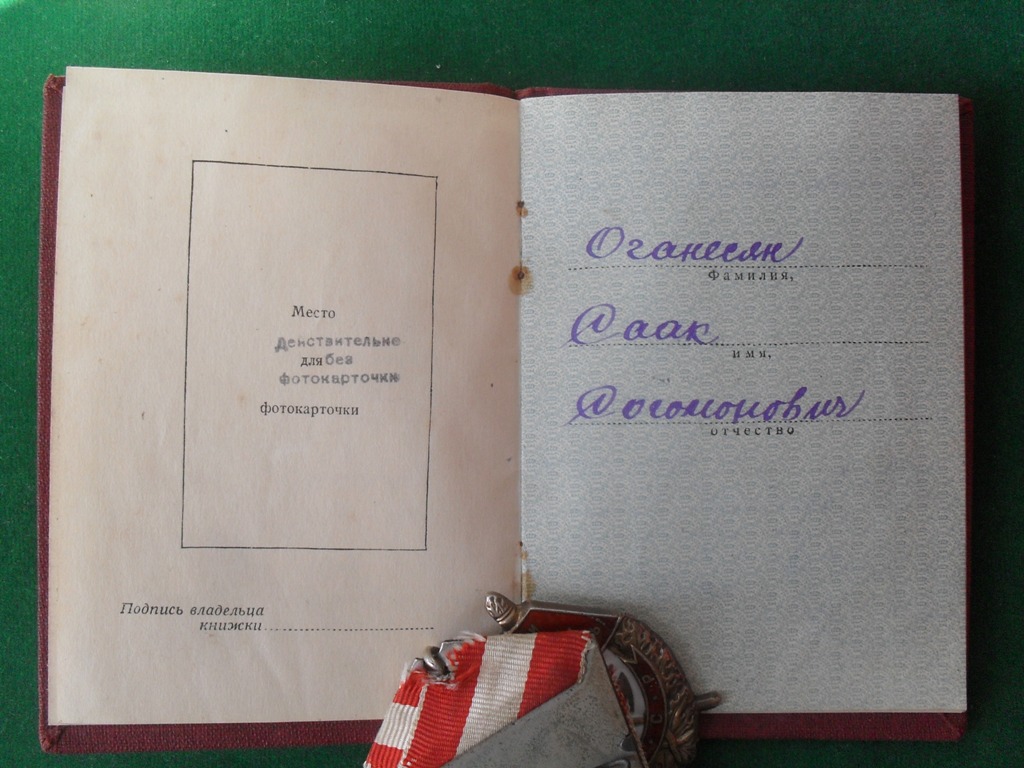 Место
Действительно
для без
фотокарточки
фотокарточки
Подпись владельца
книжки
Оганесян
Фамилия,
Саак
имя,
Согомонович
отчество
С Р